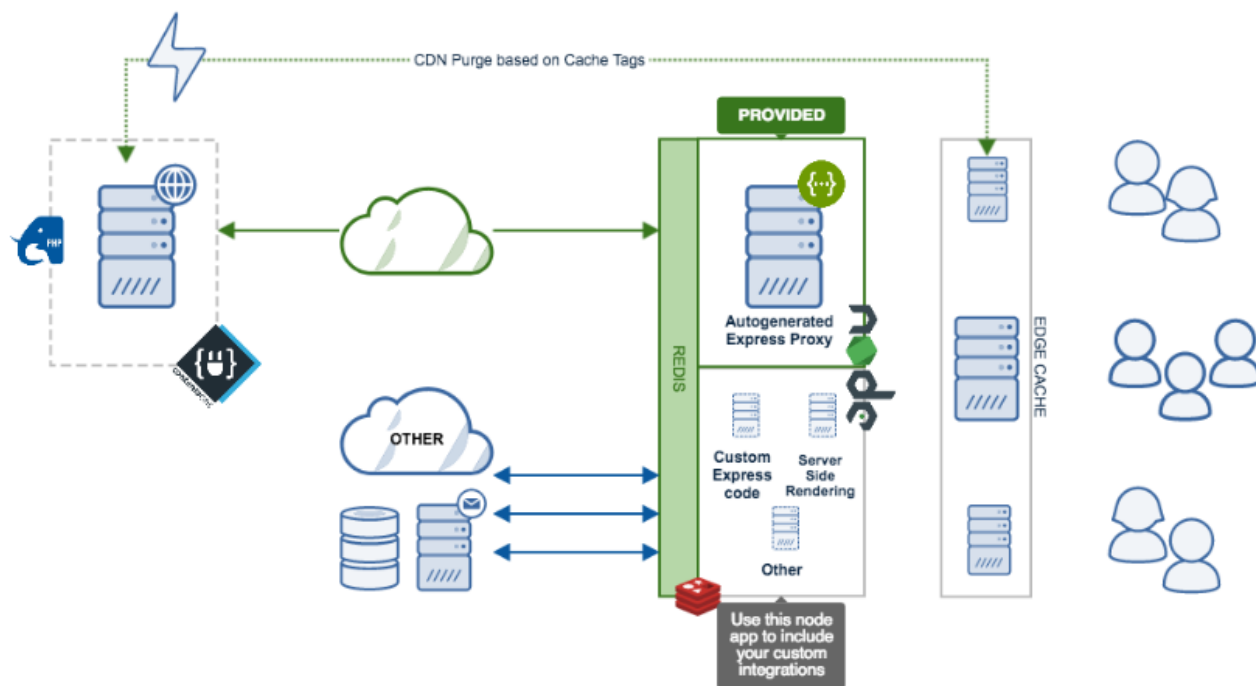 CDN Purge based on Cache Tags
PROVIDED
PHP
Autogenerated
Express Proxy
REDIS
EDGE CACHE
OTHER
Custom
Express
code
Server
Side
Rendering
Other
Use this node
app to include
your custom
integrations